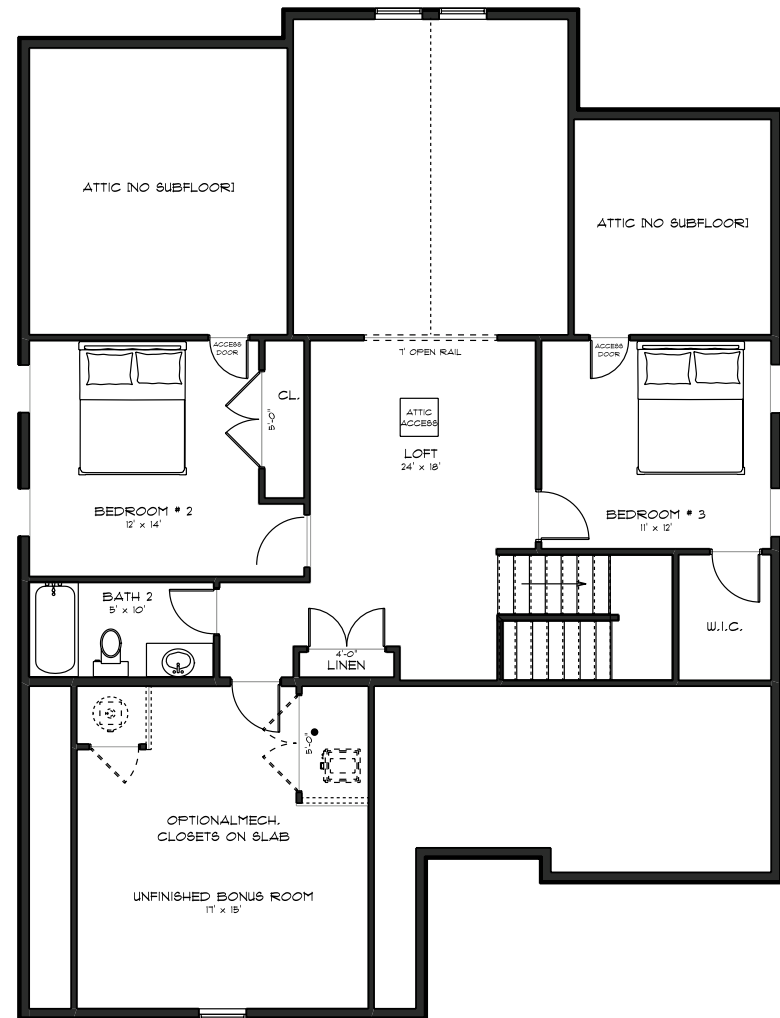 ATTIC [NO SUBFLOOR]
ATTIC [NO SUBFLOOR]
ACCESS
DOOR
7' OPEN RAIL
ACCESS
DOOR
CL.
5'-0"
ATTIC
ACCESS
LOFT
24' x 18'
BEDROOM # 2
12' x 14'
BEDROOM # 3
11' x 12'
BATH 2
5' x 10'
W.I.C.
4'-0"
LINEN
5'-0"
OPTIONALMECH.
CLOSETS ON SLAB
UNFINISHED BONUS ROOM
17' x 15'